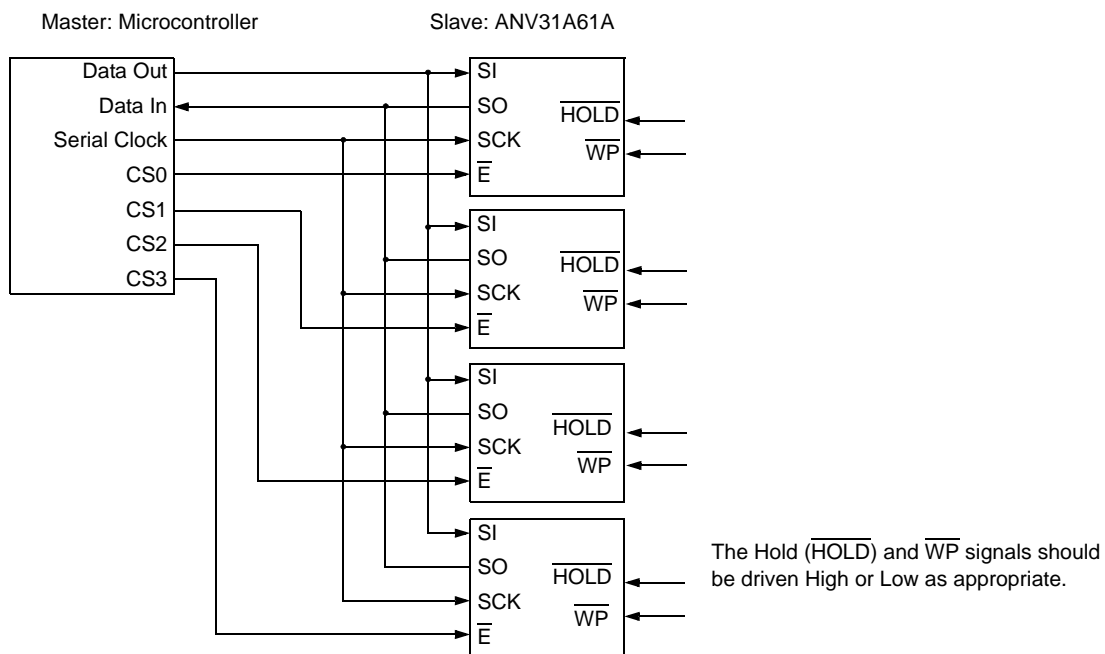 Master: Microcontroller
Slave: ANV31A61A
Data Out
Data In
Serial Clock
CS0
CS1
CS2
CS3
SI
SO
SCK
E
HOLD
WP
SI
SO
SCK
E
HOLD
WP
SI
SO
SCK
E
HOLD
WP
SI
SO
SCK
E
HOLD
WP
The Hold (HOLD) and WP signals should
be driven High or Low as appropriate.